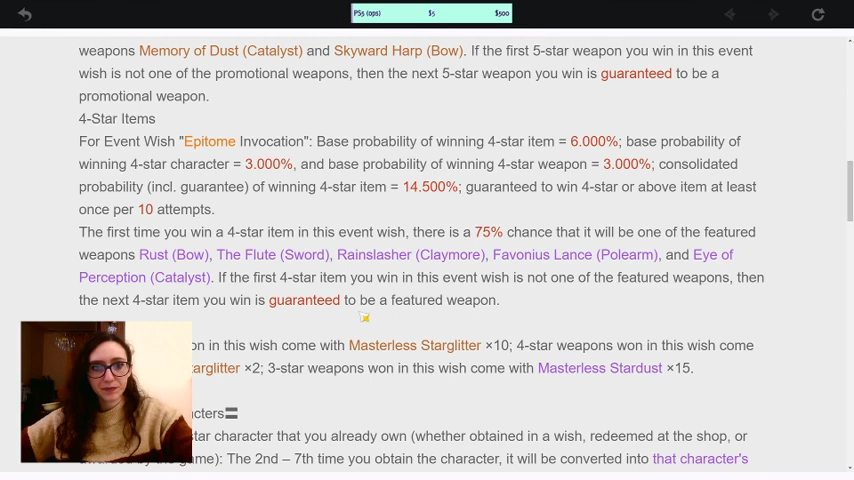 PS5 (ops) $5 $500
weapons Memory of Dust (Catalyst) and Skyward Harp (Bow). If the first 5-star weapon you win in this event
wish is not one of the promotional weapons, then the next 5-star weapon you win is guaranteed to be a
promotional weapon.
4-Star Items
For Event Wish "Epitome Invocation": Base probability of winning 4-star item = 6.000%; base probability of
winning 4-star character = 3.000%, and base probability of winning 4-star weapon = 3.000%; consolidated
probability (incl. guarantee) of winning 4-star item = 14.500%; guaranteed to win 4-star or above item at least
once per 10 attempts.
The first time you win a 4-star item in this event wish, there is a 75% chance that it will be one of the featured
weapons Rust (Bow), The Flute (Sword), Rainslasher (Claymore), Favonius Lance (Polearm), and Eye of
Perception (Catalyst). If the first 4-star item you win in this event wish is not one of the featured weapons, then
the next 4-star item you win is guaranteed to be a featured weapon.
on in this wish come with Masterless Starglitter ×10; 4-star weapons won in this wish come
targlitter ×2; 3-star weapons won in this wish come with Masterless Stardust ×15.
cters
star character that you already own (whether obtained in a wish, redeemed at the shop, or
by the game): The 2nd – 7th time you obtain the character, it will be converted into that character's